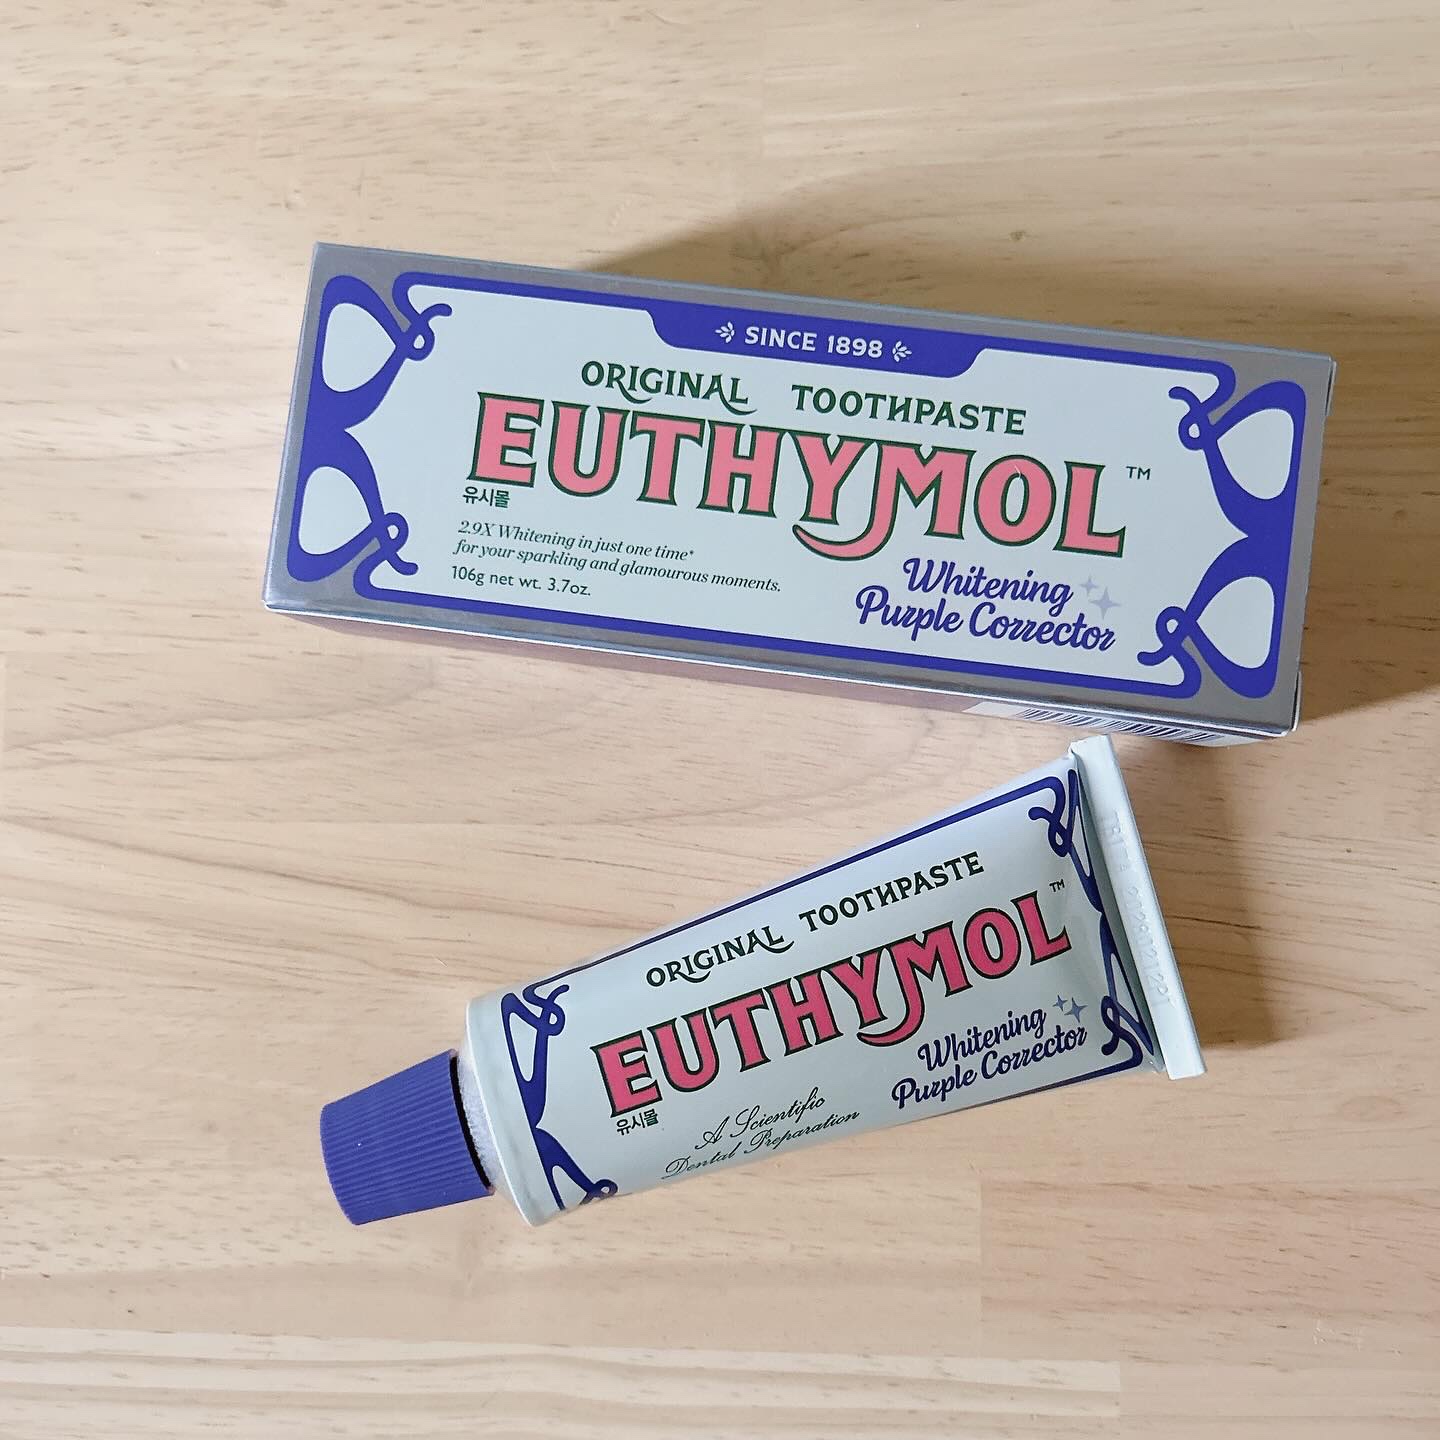 SINCE 1898
ORIGINAL TOOTHPASTE
EUTHYMOL™
유시몰
2.9X Whitening in just one time*
for your sparkling and glamourous moments.
106g net wt. 3.7oz.
Whitening
Purple Corrector
ORIGINAL TOOTHPASTE
EUTHYMOL™
유시몰
A Scientific
Dental Preparation
Whitening
Purple Corrector